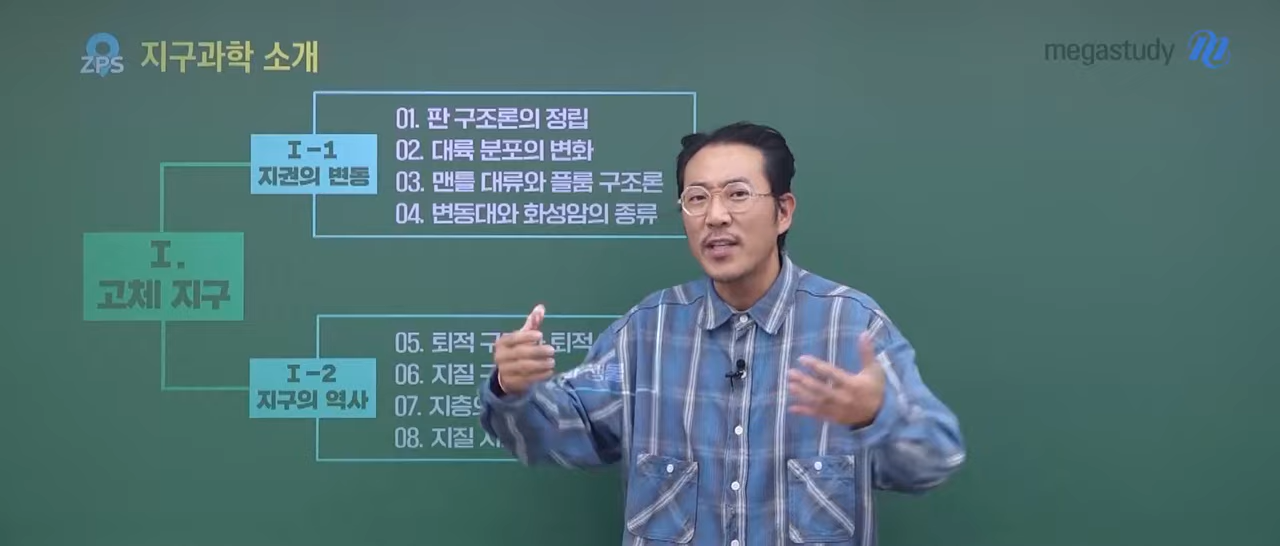 ZPS 지구과학 소개
megastudy
I.
고체 지구
I-1
지권의 변동
01. 판 구조론의 정립
02. 대륙 분포의 변화
03. 맨틀 대류와 플룸 구조론
04. 변동대와 화성암의 종류
I-2
지구의 역사
05. 퇴적 퇴적
06. 지질
07. 지층의
08. 지질